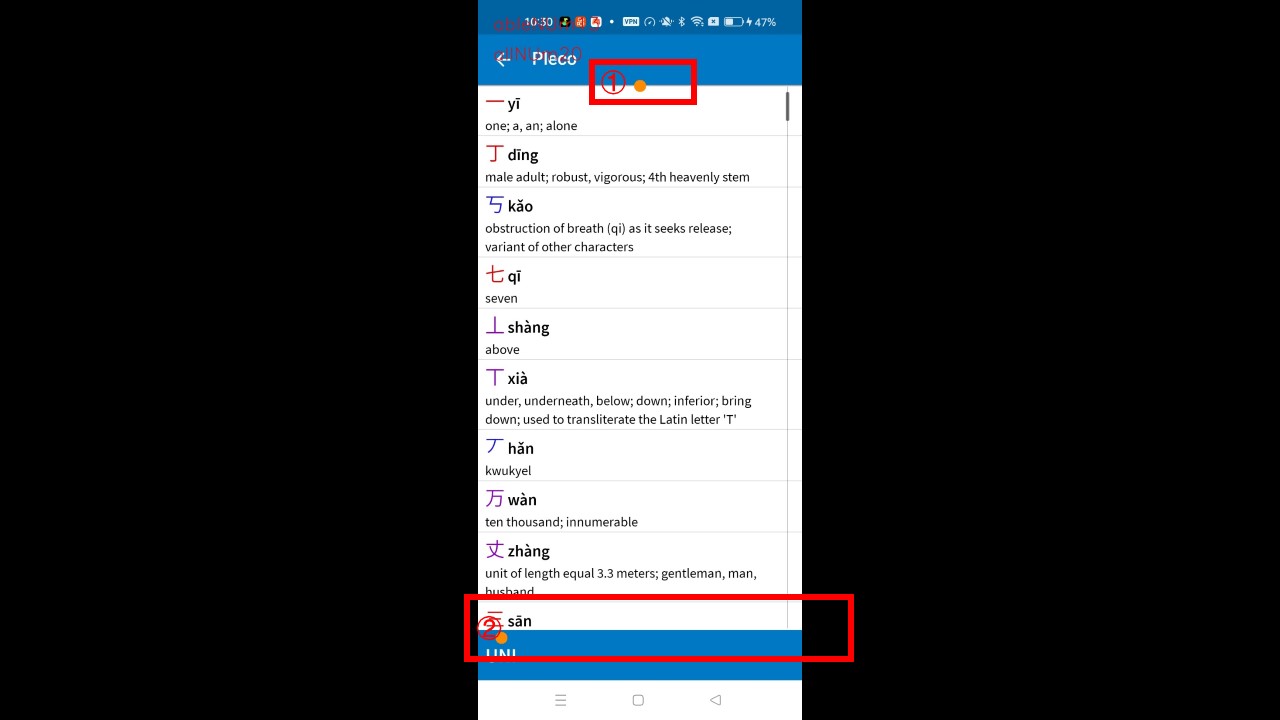 10:30 VPN 47%
Pleco
①
一 yī
one; a, an; alone
丁 dīng
male adult; robust, vigorous; 4th heavenly stem
丂 kǎo
obstruction of breath (qi) as it seeks release;
variant of other characters
七 qī
seven
丄 shàng
above
丅 xià
under, underneath, below; down; inferior; bring
down; used to transliterate the Latin letter 'T'
丆 hǎn
kwukyel
万 wàn
ten thousand; innumerable
丈 zhàng
unit of length equal 3.3 meters; gentleman, man,
husband
三 sān
②
UNI